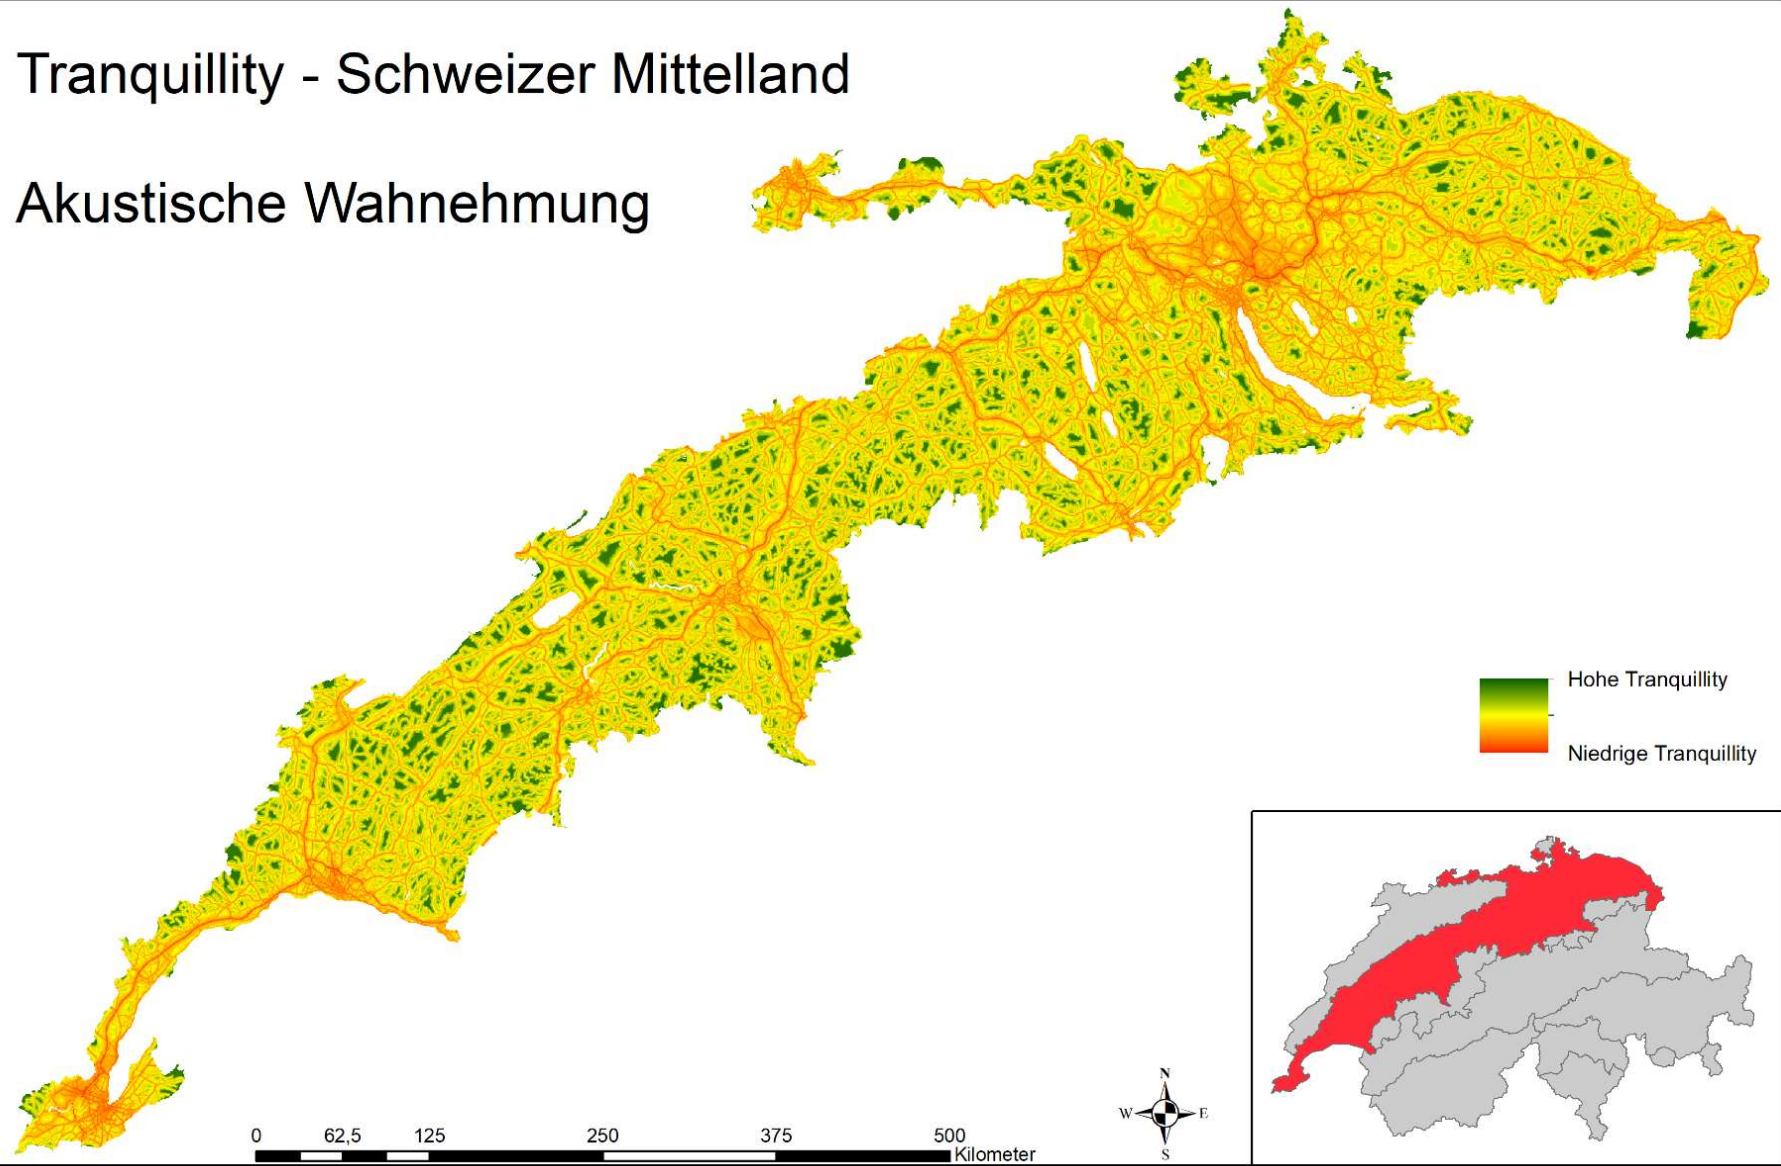 Tranquillity - Schweizer Mittelland
Akustische Wahnehmung
Hohe Tranquillity
Niedrige Tranquillity
N
W E
S
0 62,5 125 250 375 500
Kilometer